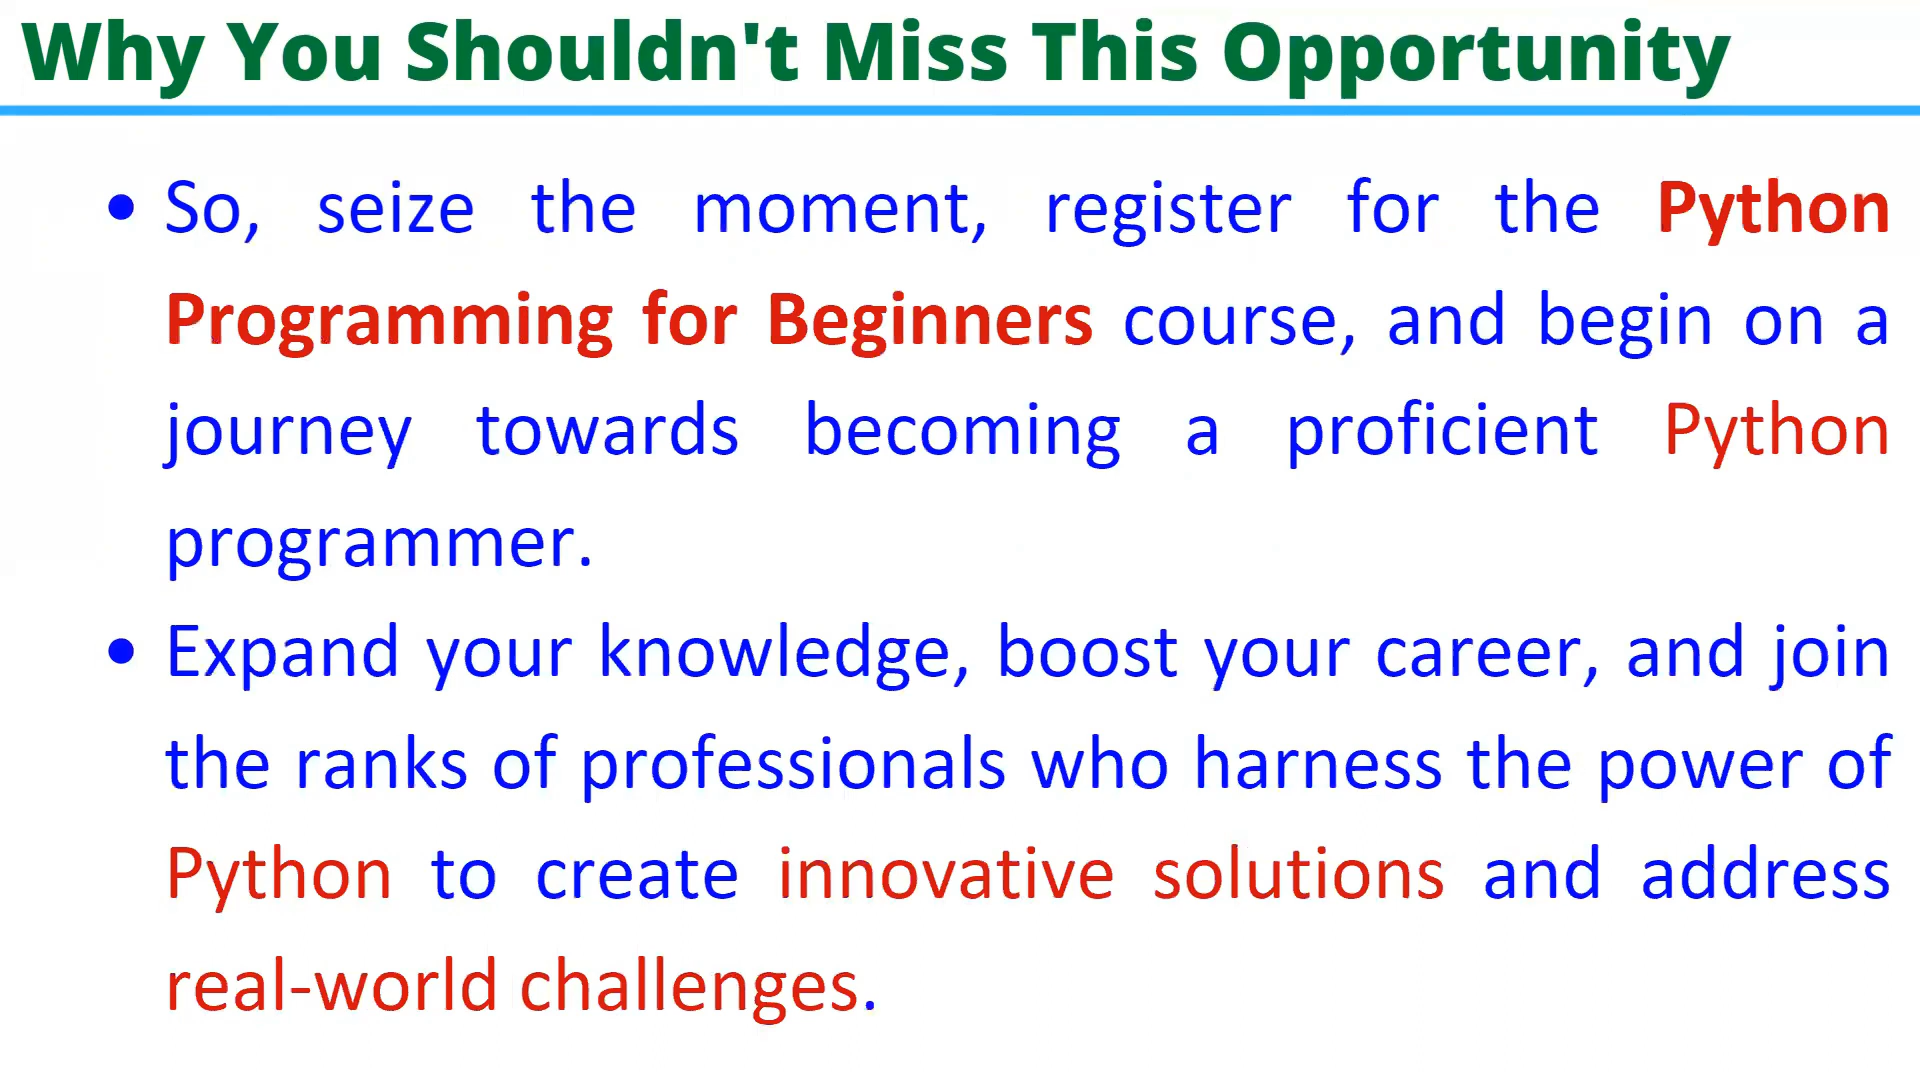 Why You Shouldn't Miss This Opportunity
• So, seize the moment, register for the Python
Programming for Beginners course, and begin on a
journey towards becoming a proficient Python
programmer.
• Expand your knowledge, boost your career, and join
the ranks of professionals who harness the power of
Python to create innovative solutions and address
real-world challenges.